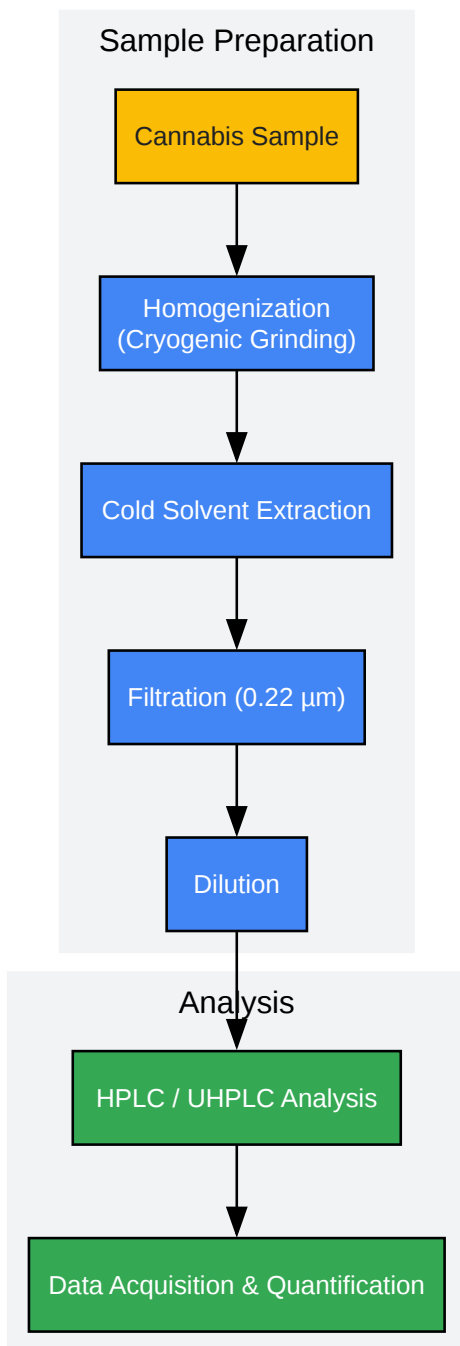 Sample Preparation
Cannabis Sample
Homogenization
(Cryogenic Grinding)
Cold Solvent Extraction
Filtration (0.22 µm)
Dilution
Analysis
HPLC / UHPLC Analysis
Data Acquisition & Quantification